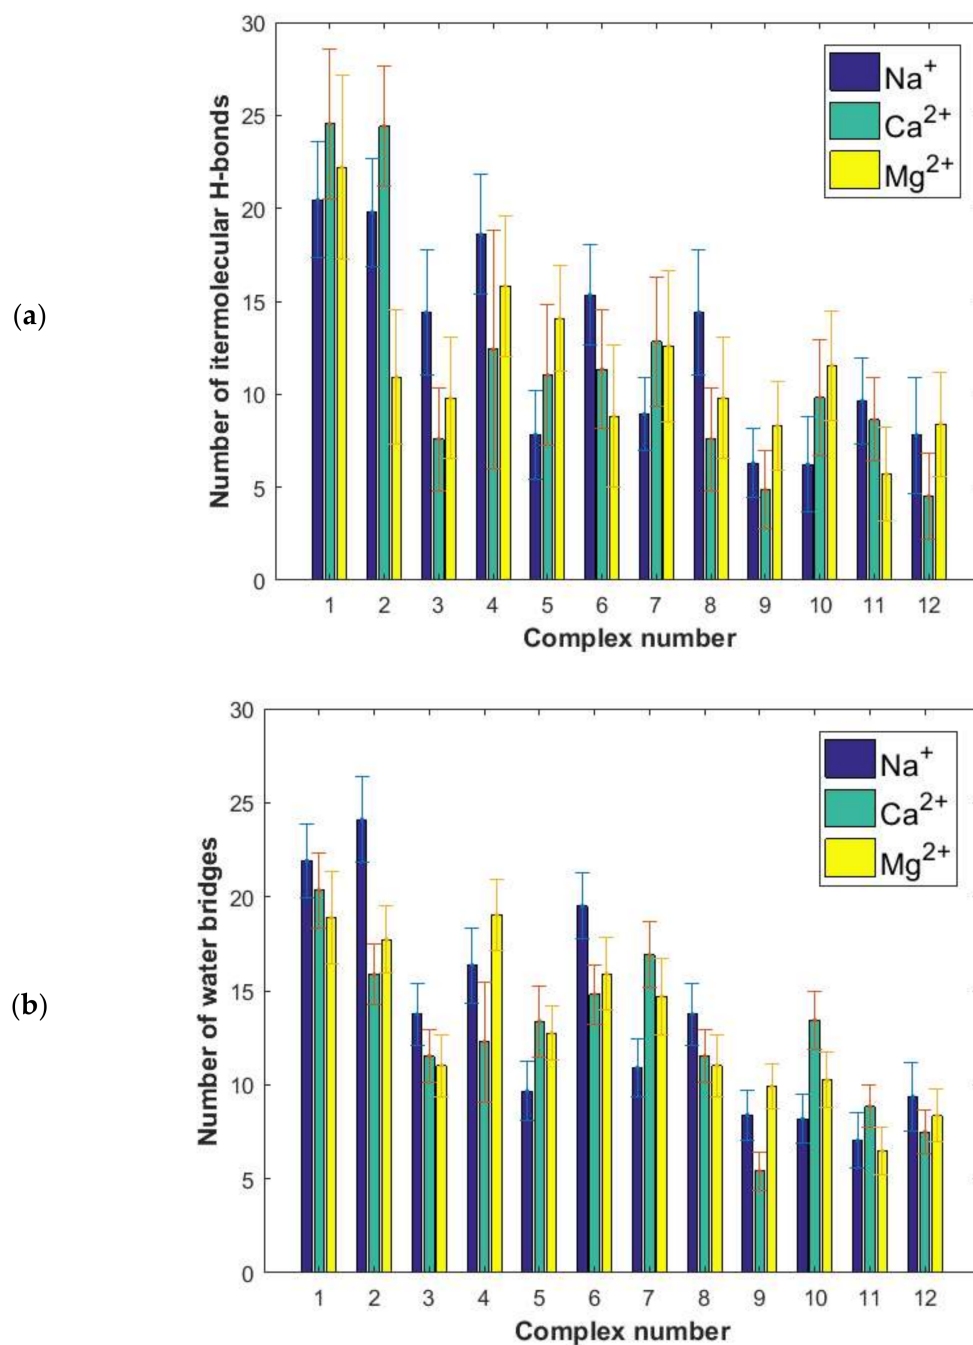 (a)
Number of itermolecular H-bonds
30
25
20
15
10
5
0
Na+
Ca2+
Mg2+
1 2 3 4 5 6 7 8 9 10 11 12
Complex number
(b)
Number of water bridges
30
25
20
15
10
5
0
Na+
Ca2+
Mg2+
1 2 3 4 5 6 7 8 9 10 11 12
Complex number